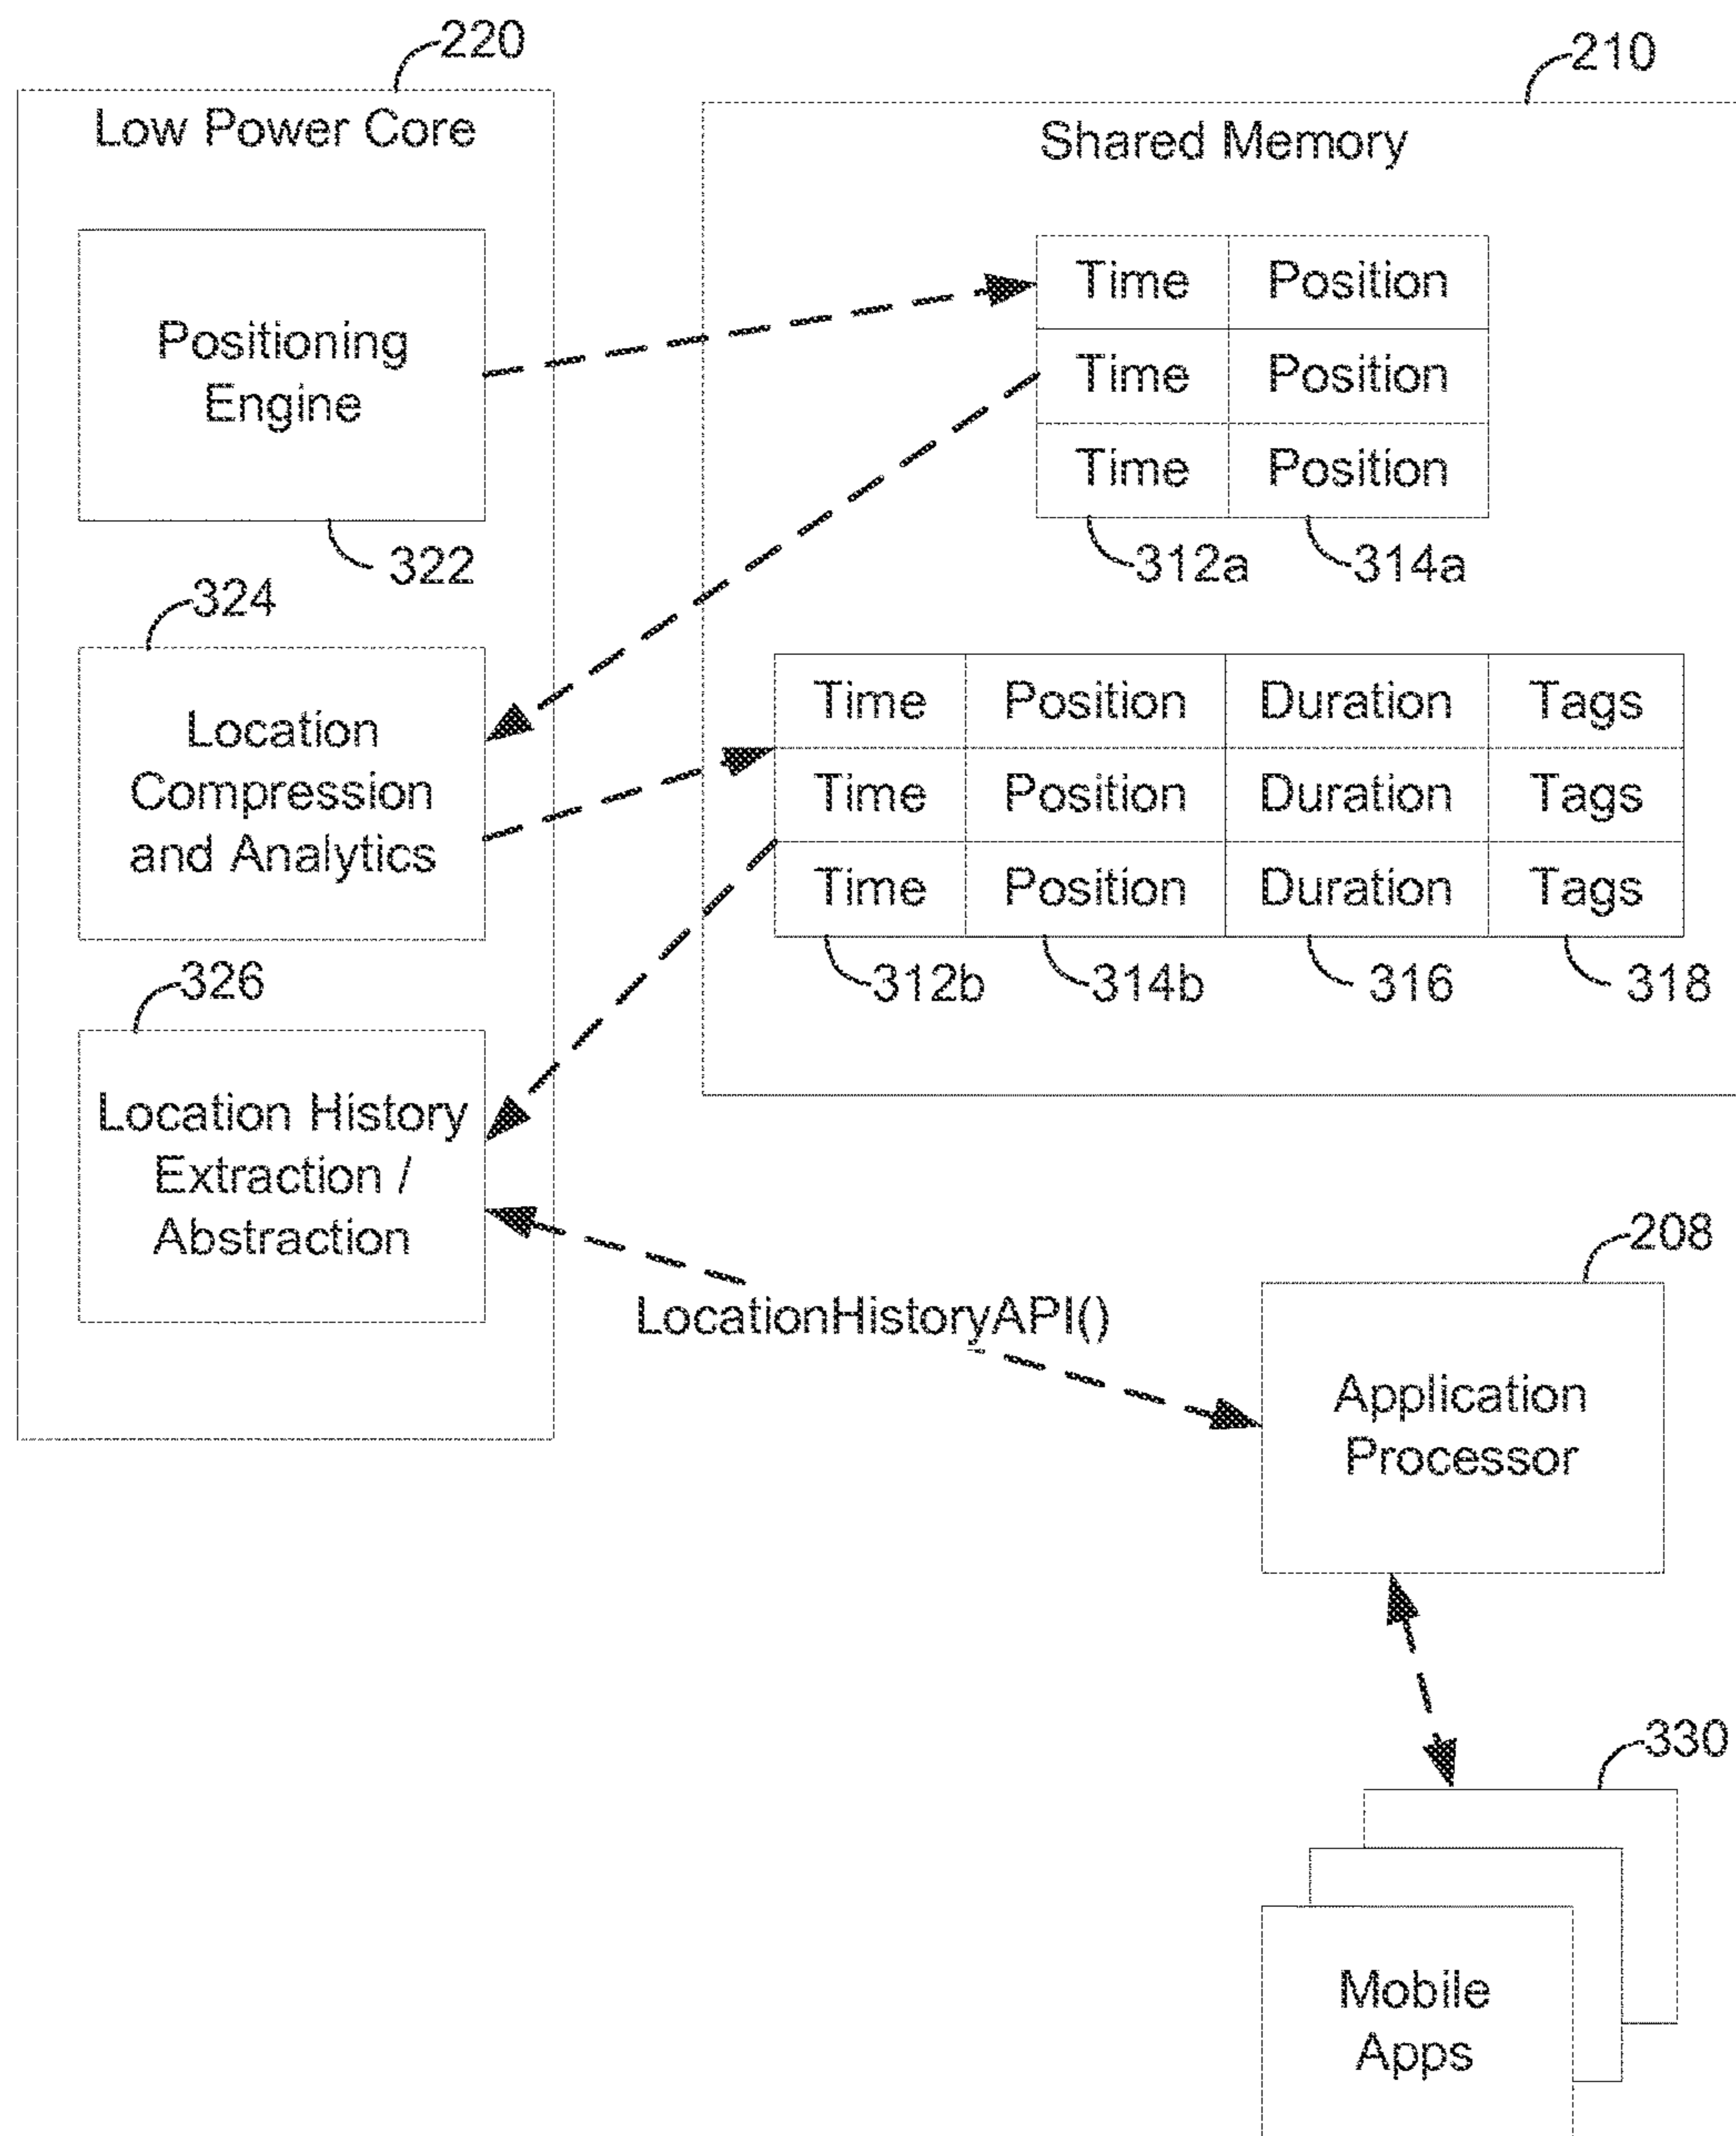 220
Low Power Core
Positioning
Engine
322
324
Location
Compression
and Analytics
326
Location History
Extraction /
Abstraction
210
Shared Memory
Time Position
Time Position
Time Position
312a 314a
Time Position Duration Tags
Time Position Duration Tags
Time Position Duration Tags
312b 314b 316 318
LocationHistoryAPI()
208
Application
Processor
330
Mobile
Apps